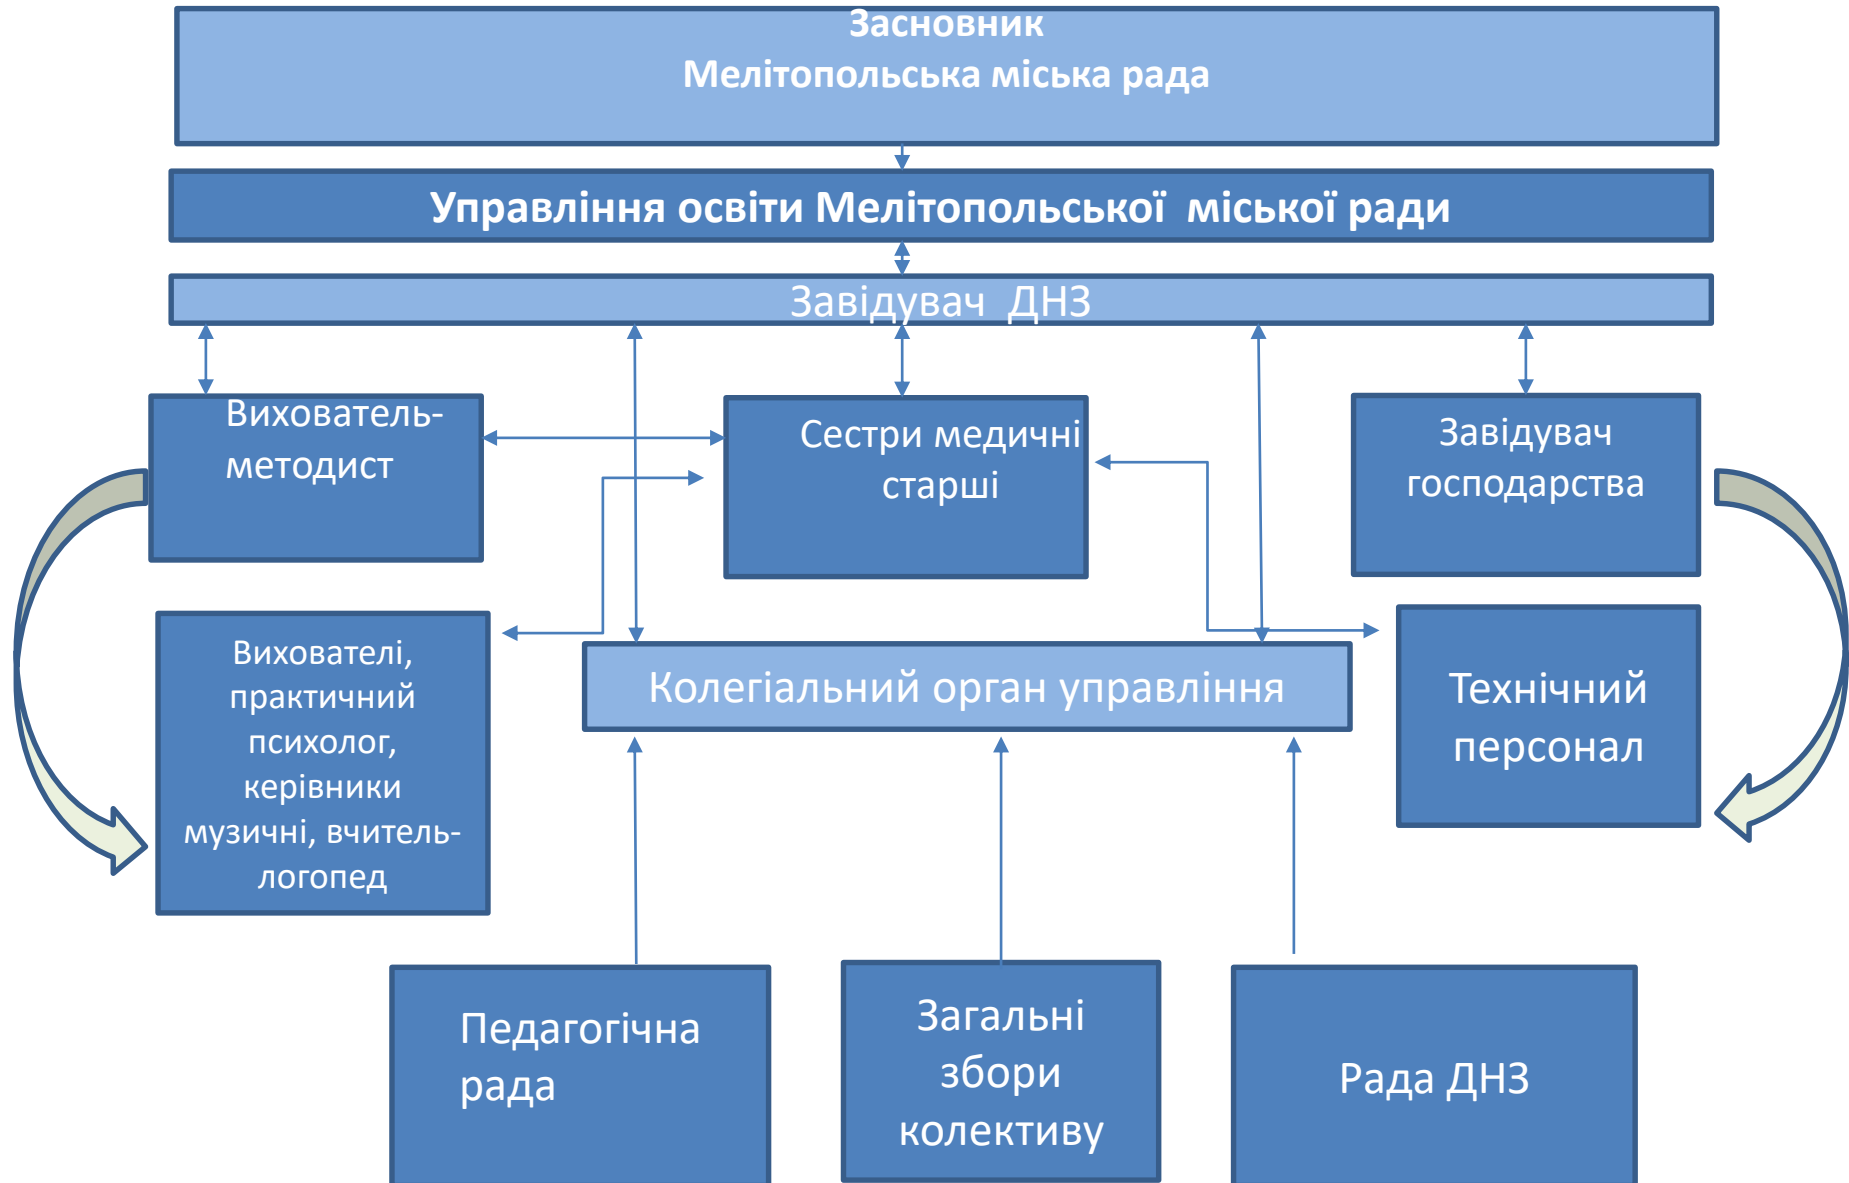 Засновник
Мелітопольська міська рада
Управління освіти Мелітопольської міської ради
Завідувач ДНЗ
Вихователь-
методист
Сестри медичні
старші
Завідувач
господарства
Вихователі,
практичний
психолог,
керівники
музичні, вчитель-
логопед
Колегіальний орган управління
Технічний
персонал
Педагогічна
рада
Загальні
збори
колективу
Рада ДНЗ